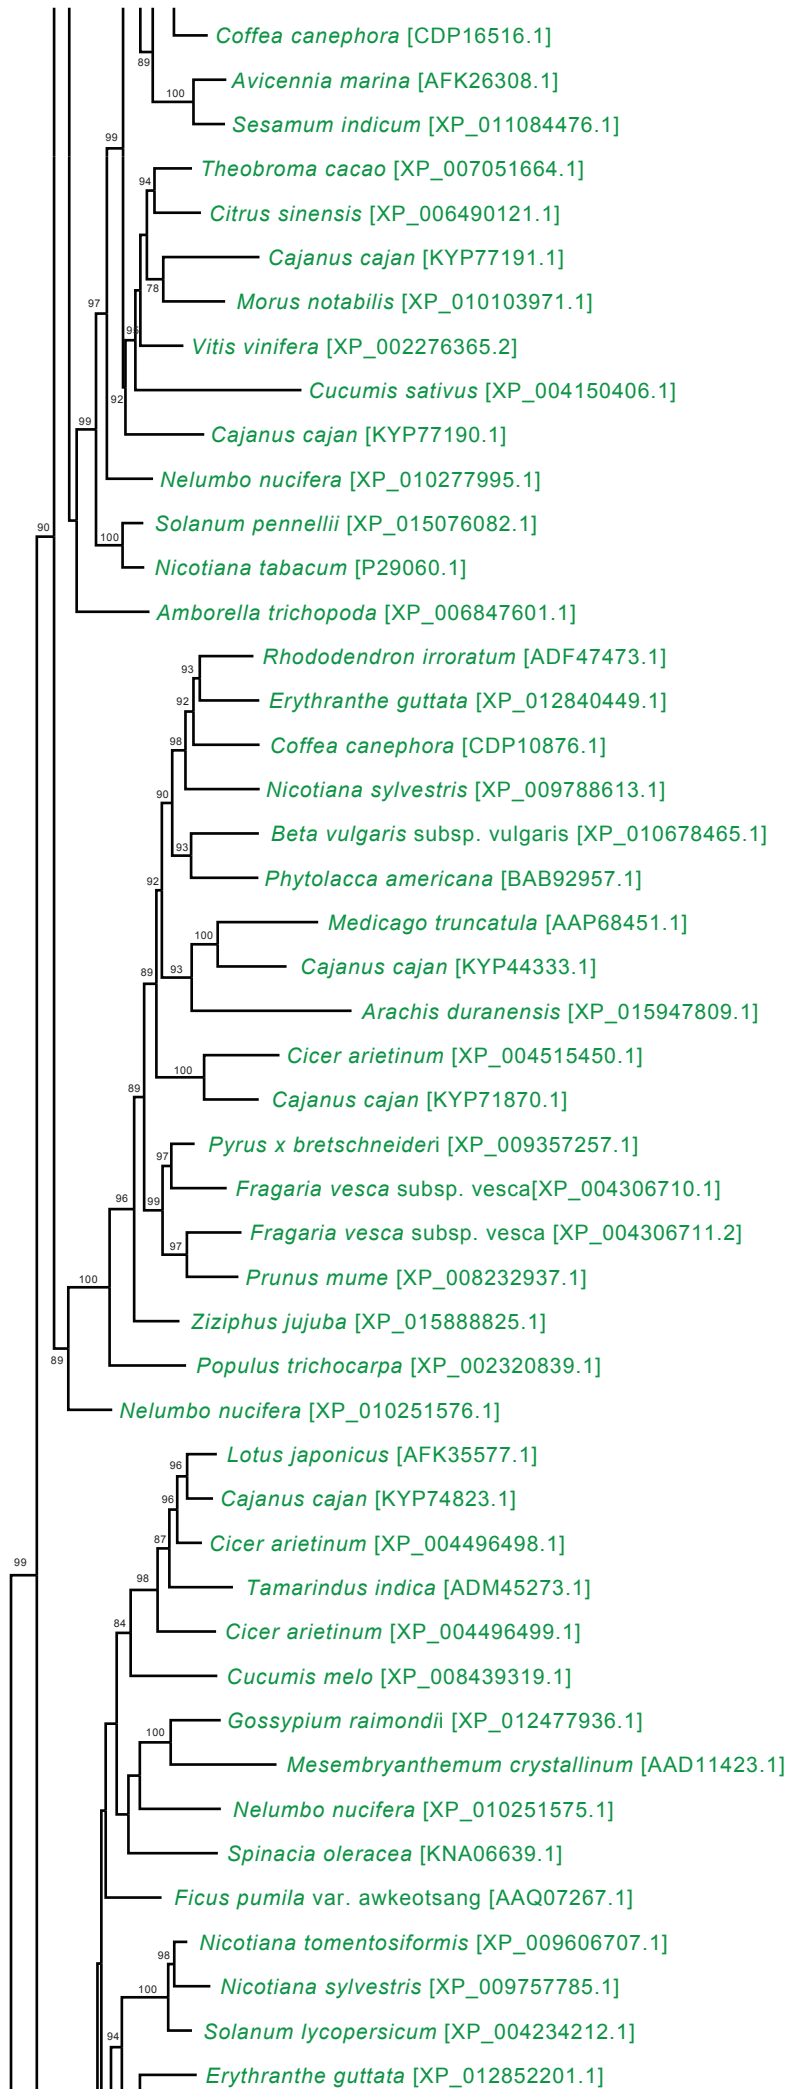 Coffea canephora [CDP16516.1]
89
Avicennia marina [AFK26308.1]
100
Sesamum indicum [XP_011084476.1]
99
Theobroma cacao [XP_007051664.1]
94
Citrus sinensis [XP_006490121.1]
Cajanus cajan [KYP77191.1]
78
Morus notabilis [XP_010103971.1]
97
95
Vitis vinifera [XP_002276365.2]
Cucumis sativus [XP_004150406.1]
92
Cajanus cajan [KYP77190.1]
99
Nelumbo nucifera [XP_010277995.1]
Solanum pennellii [XP_015076082.1]
90
100
Nicotiana tabacum [P29060.1]
Amborella trichopoda [XP_006847601.1]
Rhododendron irroratum [ADF47473.1]
93
Erythranthe guttata [XP_012840449.1]
92
Coffea canephora [CDP10876.1]
98
Nicotiana sylvestris [XP_009788613.1]
90
Beta vulgaris subsp. vulgaris [XP_010678465.1]
93
Phytolacca americana [BAB92957.1]
92
Medicago truncatula [AAP68451.1]
100
Cajanus cajan [KYP44333.1]
93
89
Arachis duranensis [XP_015947809.1]
Cicer arietinum [XP_004515450.1]
100
89
Cajanus cajan [KYP71870.1]
Pyrus x bretschneideri [XP_009357257.1]
97
Fragaria vesca subsp. vesca[XP_004306710.1]
96
99
Fragaria vesca subsp. vesca [XP_004306711.2]
97
Prunus mume [XP_008232937.1]
100
Ziziphus jujuba [XP_015888825.1]
89
Populus trichocarpa [XP_002320839.1]
Nelumbo nucifera [XP_010251576.1]
Lotus japonicus [AFK35577.1]
96
Cajanus cajan [KYP74823.1]
96
Cicer arietinum [XP_004496498.1]
87
99
98
Tamarindus indica [ADM45273.1]
84
Cicer arietinum [XP_004496499.1]
Cucumis melo [XP_008439319.1]
Gossypium raimondii [XP_012477936.1]
100
Mesembryanthemum crystallinum [AAD11423.1]
Nelumbo nucifera [XP_010251575.1]
Spinacia oleracea [KNA06639.1]
Ficus pumila var. awkeotsang [AAQ07267.1]
Nicotiana tomentosiformis [XP_009606707.1]
98
Nicotiana sylvestris [XP_009757785.1]
100
Solanum lycopersicum [XP_004234212.1]
94
Erythranthe guttata [XP_012852201.1]